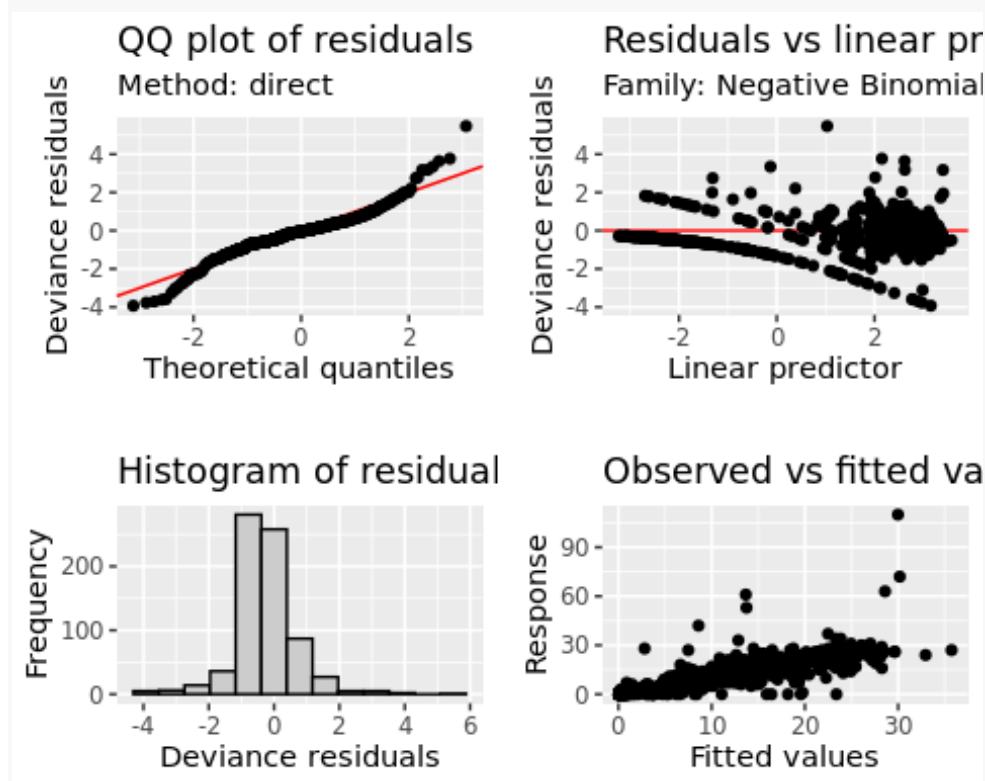 QQ plot of residuals
Method: direct
Deviance residuals
4
2
0
-2
-4
-2
0
2
Theoretical quantiles
Residuals vs linear pr
Family: Negative Binomial
Deviance residuals
4
2
0
-2
-4
-2
0
2
Linear predictor
Histogram of residual
Frequency
200
100
0
-4
-2
0
2
4
6
Deviance residuals
Observed vs fitted va
Response
90
60
30
0
0
10
20
30
Fitted values